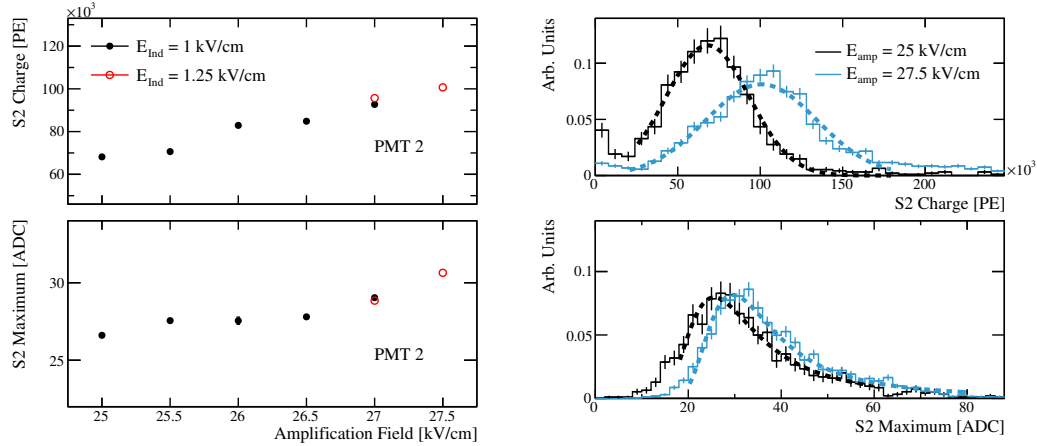 ×10³
S2 Charge [PE]
120
100
80
60
E_Ind = 1 kV/cm
E_Ind = 1.25 kV/cm
PMT 2
S2 Maximum [ADC]
30
25
PMT 2
25 25.5 26 26.5 27 27.5
Amplification Field [kV/cm]
Arb. Units
0.1
0.05
0
E_amp = 25 kV/cm
E_amp = 27.5 kV/cm
0 50 100 200
×10³
S2 Charge [PE]
Arb. Units
0.1
0.05
0
0 20 40 60 80
S2 Maximum [ADC]